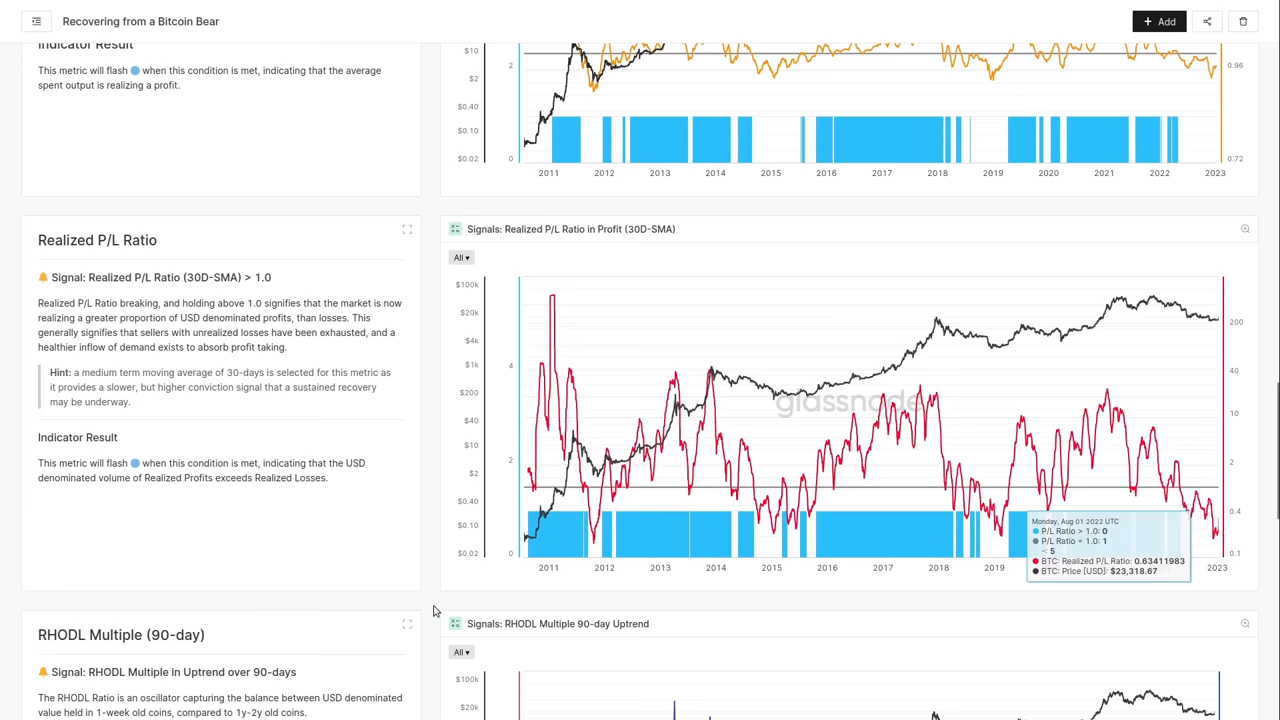 Recovering from a Bitcoin Bear
Add
Indicator Result
This metric will flash when this condition is met, indicating that the average
spent output is realizing a profit.
$10
$2
$0.40
$0.10
$0.02
2
0
0.96
0.72
2011 2012 2013 2014 2015 2016 2017 2018 2019 2020 2021 2022 2023
Realized P/L Ratio
Signal: Realized P/L Ratio (30D-SMA) > 1.0
Realized P/L Ratio breaking, and holding above 1.0 signifies that the market is now
realizing a greater proportion of USD denominated profits, than losses. This
generally signifies that sellers with unrealized losses have been exhausted, and a
healthier inflow of demand exists to absorb profit taking.
Hint: a medium term moving average of 30-days is selected for this metric as
it provides a slower, but higher conviction signal that a sustained recovery
may be underway.
Indicator Result
This metric will flash when this condition is met, indicating that the USD
denominated volume of Realized Profits exceeds Realized Losses.
Signals: Realized P/L Ratio in Profit (30D-SMA)
All ▾
$100k
$20k
$4k
$1k
$200
$40
$10
$2
$0.40
$0.10
$0.02
4
2
0
200
40
10
2
0.4
0.1
glassnode
Monday, Aug 01 2022 UTC
P/L Ratio > 1.0: 0
P/L Ratio = 1.0: 1
-: 5
BTC: Realized P/L Ratio: 0.63411983
BTC: Price [USD]: $23,318.67
2011 2012 2013 2014 2015 2016 2017 2018 2019 2023
RHODL Multiple (90-day)
Signal: RHODL Multiple in Uptrend over 90-days
The RHODL Ratio is an oscillator capturing the balance between USD denominated
value held in 1-week old coins, compared to 1y-2y old coins.
Signals: RHODL Multiple 90-day Uptrend
All ▾
$100k
$20k